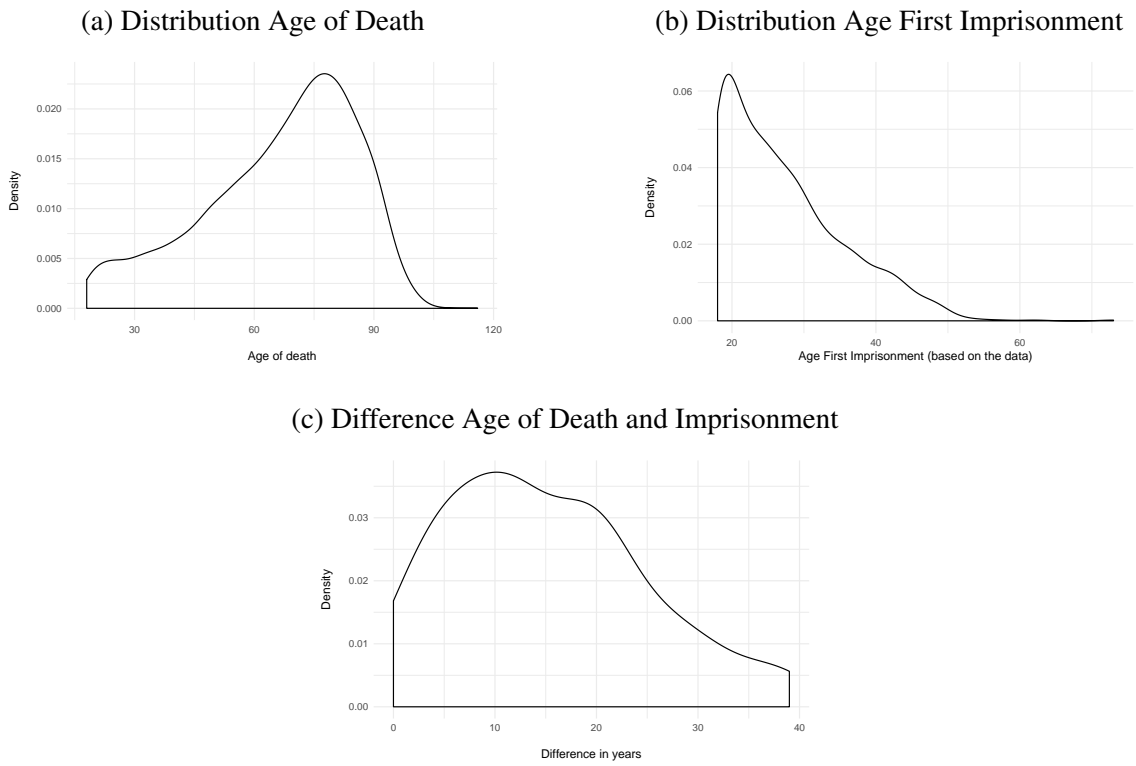 (a) Distribution Age of Death
0.020
0.015
0.010
0.005
0.000
Density
30 60 90 120
Age of death
(b) Distribution Age First Imprisonment
0.06
0.04
0.02
0.00
Density
20 40 60
Age First Imprisonment (based on the data)
(c) Difference Age of Death and Imprisonment
0.03
0.02
0.01
0.00
Density
0 10 20 30 40
Difference in years